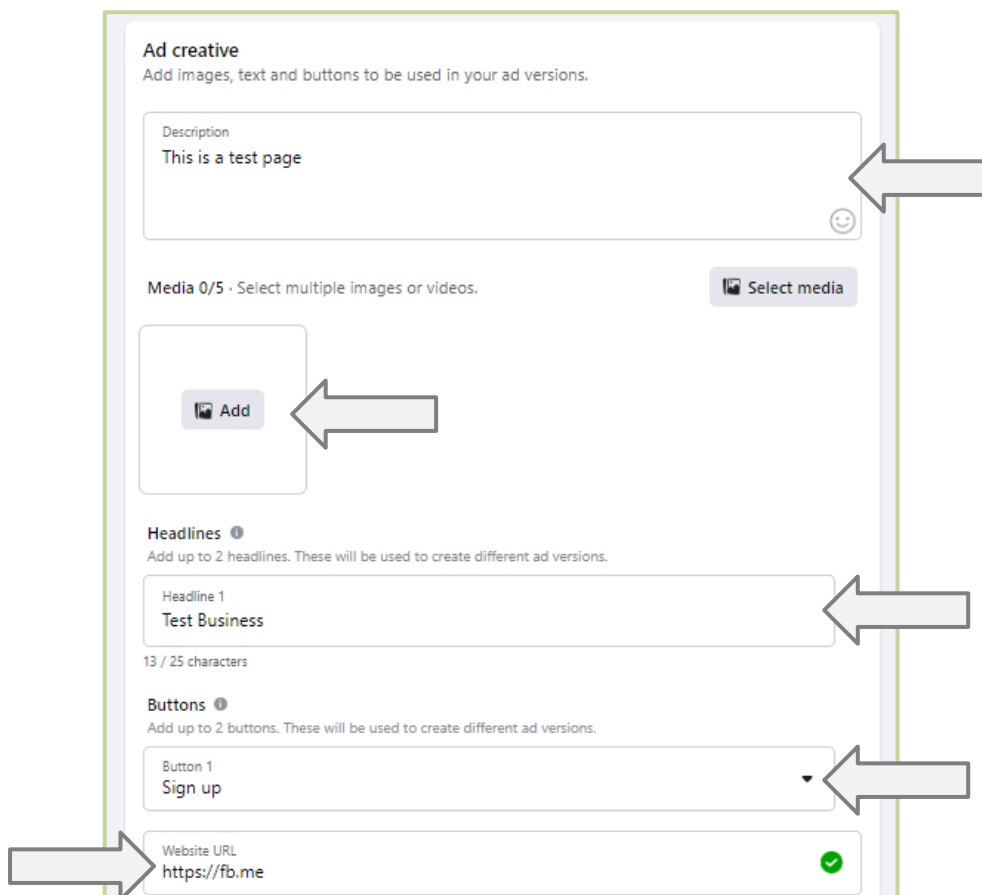 Ad creative
Add images, text and buttons to be used in your ad versions.
Description
This is a test page
Media 0/5 · Select multiple images or videos.
Select media
Add
Headlines
Add up to 2 headlines. These will be used to create different ad versions.
Headline 1
Test Business
13 / 25 characters
Buttons
Add up to 2 buttons. These will be used to create different ad versions.
Button 1
Sign up
Website URL
https://fb.me